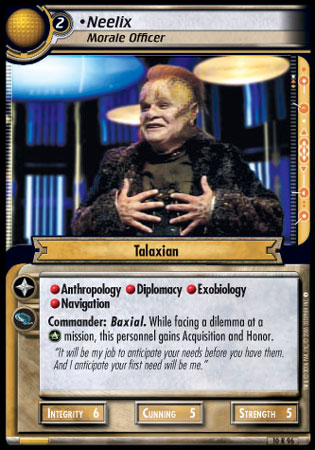 2
•Neelix
Morale Officer
Talaxian
Anthropology Diplomacy Exobiology
Navigation
Commander: Baxial. While facing a dilemma at a
mission, this personnel gains Acquisition and Honor.
"It will be my job to anticipate your needs before you have them.
And I anticipate your first need will be me."
INTEGRITY 6 CUNNING 5 STRENGTH 5
10 R 96